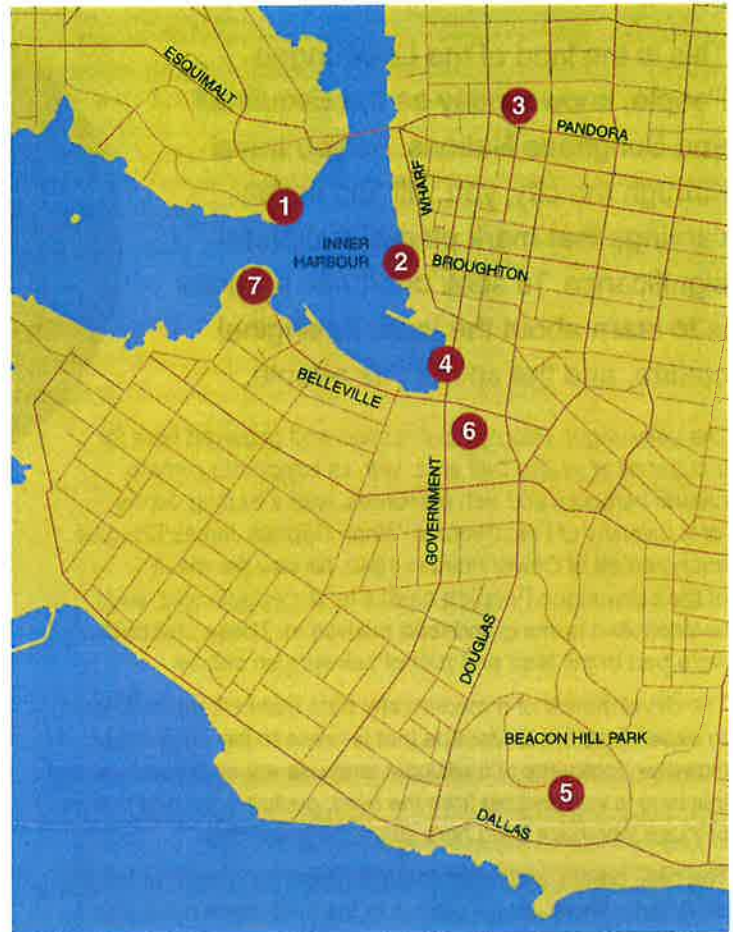 ESQUIMALT
3
PANDORA
WHARF
1
INNER
HARBOUR
2
BROUGHTON
7
4
BELLEVILLE
6
GOVERNMENT
DOUGLAS
BEACON HILL PARK
5
DALLAS